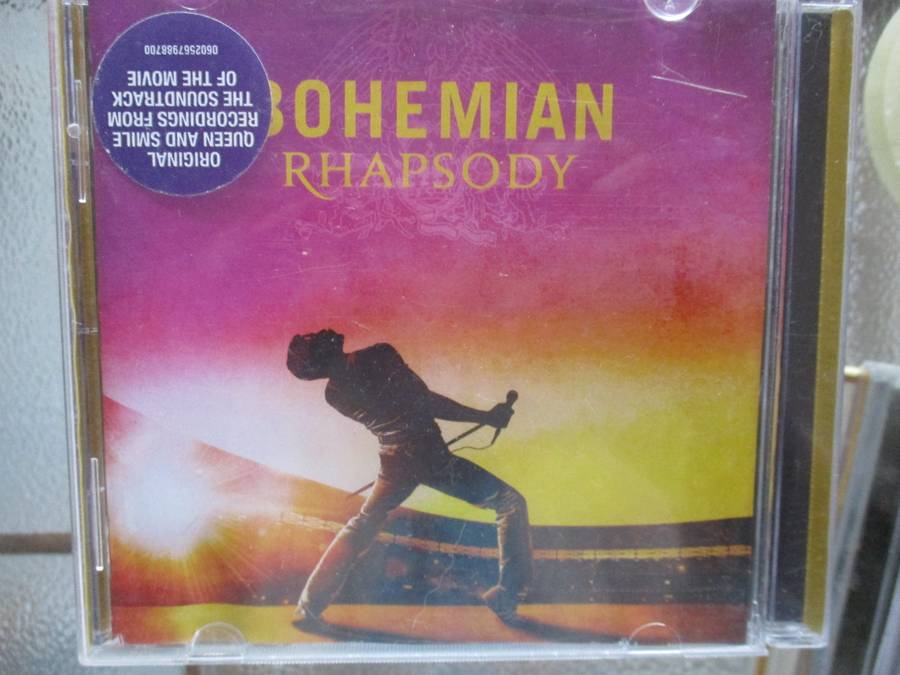 BOHEMIAN
RHAPSODY
ORIGINAL
QUEEN AND SMILE
RECORDINGS FROM
THE SOUNDTRACK
OF THE MOVIE
0602567988700